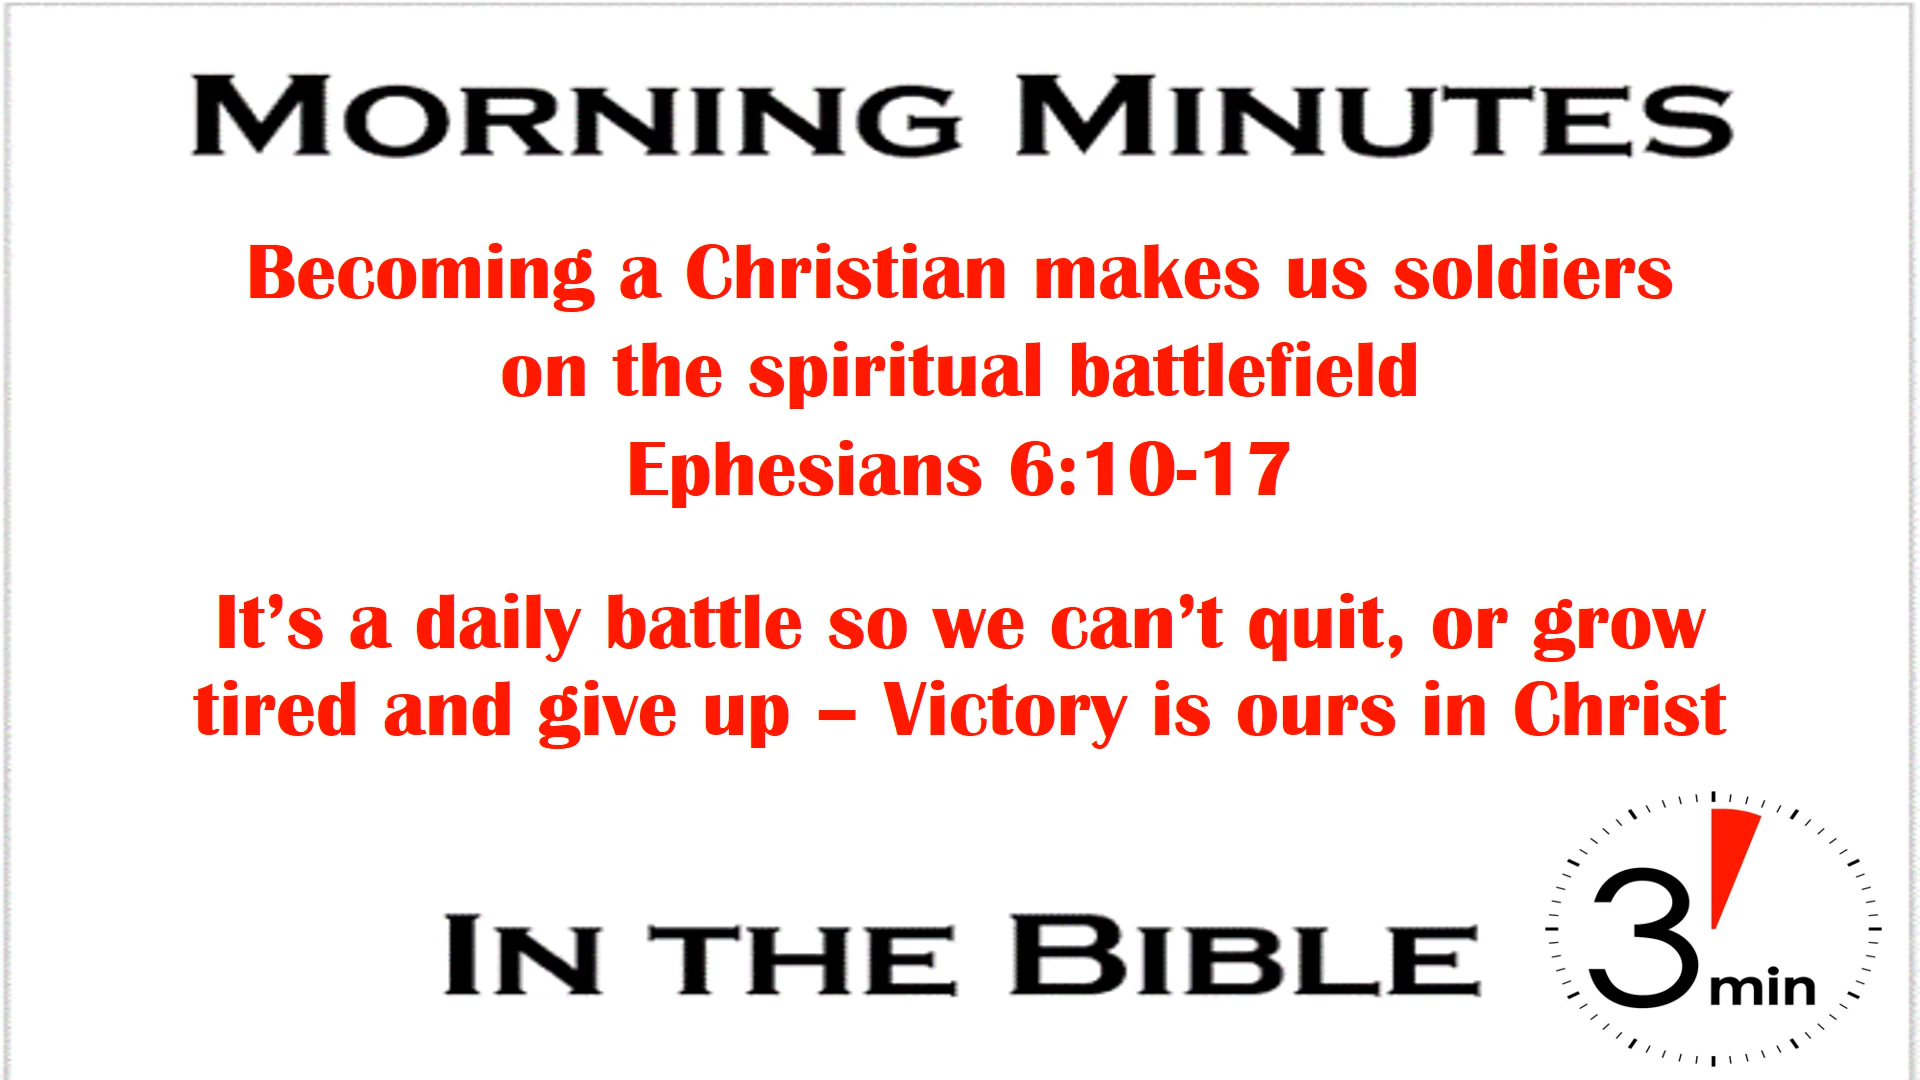 MORNING MINUTES
Becoming a Christian makes us soldiers
on the spiritual battlefield
Ephesians 6:10-17
It’s a daily battle so we can’t quit, or grow
tired and give up – Victory is ours in Christ
IN THE BIBLE
3 min